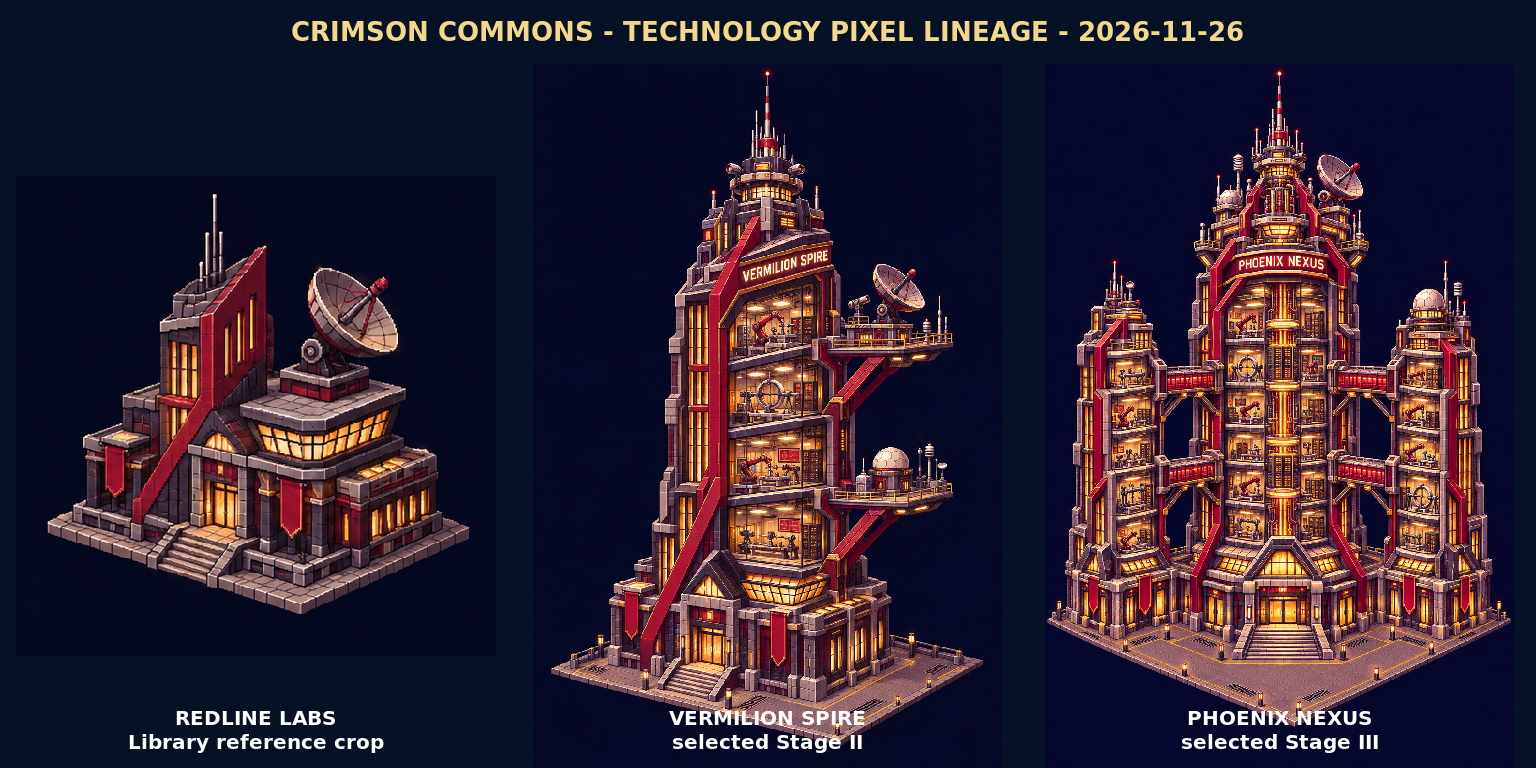 CRIMSON COMMONS - TECHNOLOGY PIXEL LINEAGE - 2026-11-26
VERMILION SPIRE
PHOENIX NEXUS
REDLINE LABS
Library reference crop
VERMILION SPIRE
selected Stage II
PHOENIX NEXUS
selected Stage III